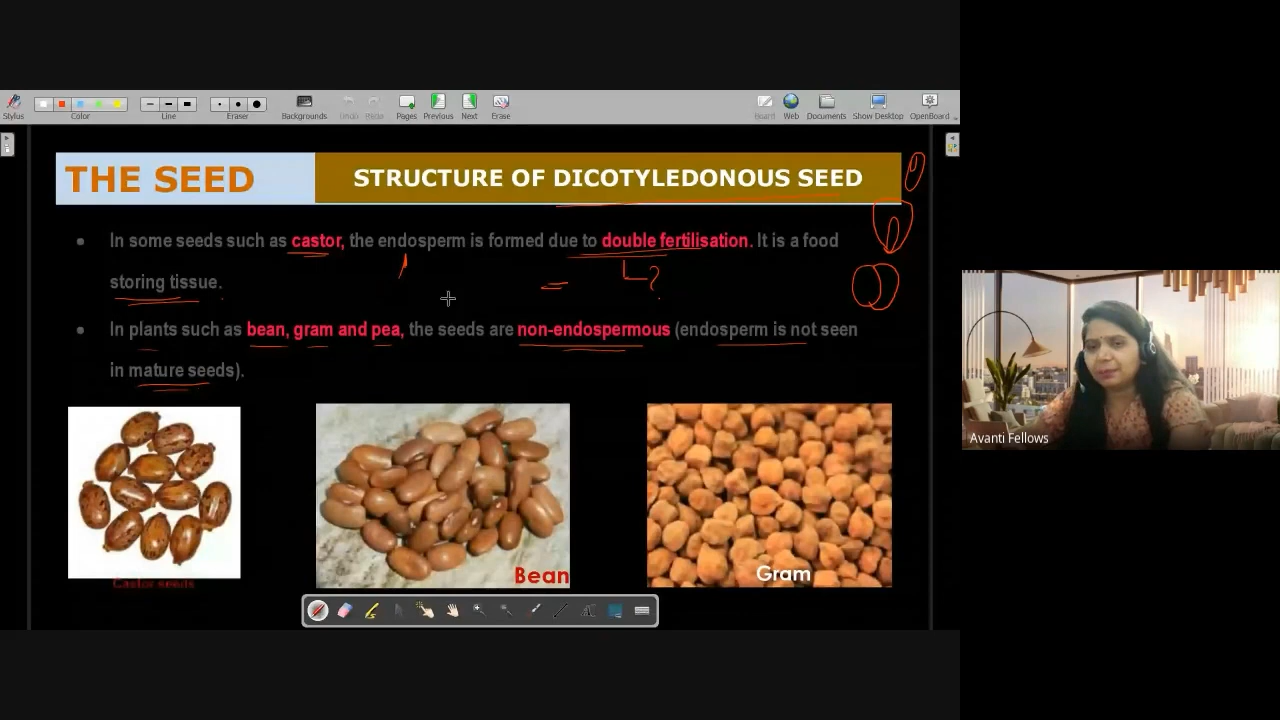 Stylus
Color
Line
Eraser
Backgrounds
Undo
Redo
Pages
Previous
Next
Erase
Board
Web
Documents
Show Desktop
OpenBoard
THE SEED
STRUCTURE OF DICOTYLEDONOUS SEED
• In some seeds such as castor, the endosperm is formed due to double fertilisation. It is a food
storing tissue.
?
• In plants such as bean, gram and pea, the seeds are non-endospermous (endosperm is not seen
in mature seeds).
Castor seeds
Bean
Gram
Avanti Fellows